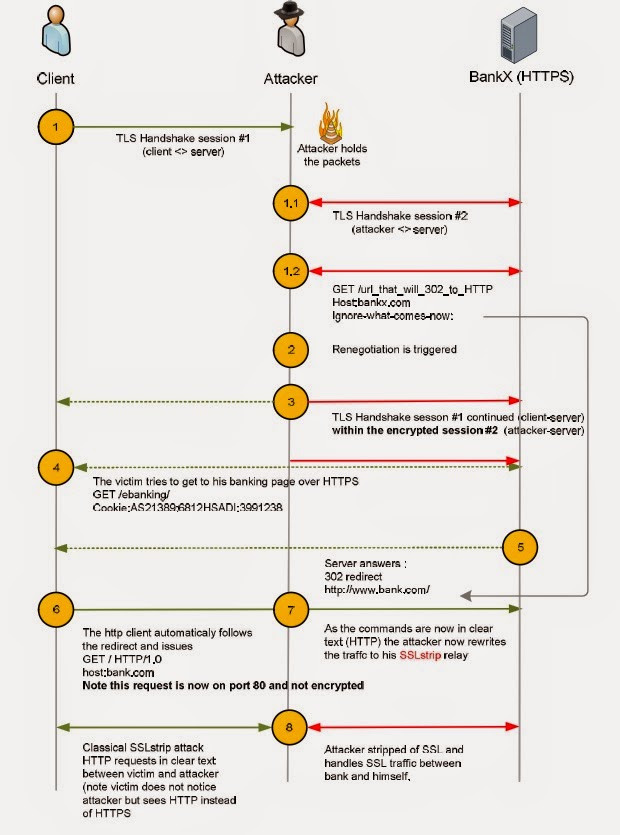 Client
Attacker
BankX (HTTPS)
1
TLS Handshake session #1
(client <> server)
Attacker holds
the packets
1.1
TLS Handshake session #2
(attacker <> server)
1.2
GET /url_that_will_302_to_HTTP
Host:bankx.com
Ignore-what-comes-now:
2
Renegotiation is triggered
3
TLS Handshake sesson #1 continued (client-server)
within the encrypted session #2 (attacker-server)
4
The victim tries to get to his banking page over HTTPS
GET /ebanking/
Cookie:AS21389:6812HSADI:3991238
5
Server answers :
302 redirect
http://www.bank.com/
6
7
The http client automaticaly follows
the redirect and issues
GET / HTTP/1.0
host:bank.com
Note this request is now on port 80 and not encrypted
As the commands are now in clear
text (HTTP) the attacker now rewrites
the traffc to his SSLstrip relay
8
Classical SSLstrip attack
HTTP requests in clear text
between victim and attacker
(note victim does not notice
attacker but sees HTTP instead
of HTTPS
Attacker stripped of SSL and
handles SSL traffic between
bank and himself.